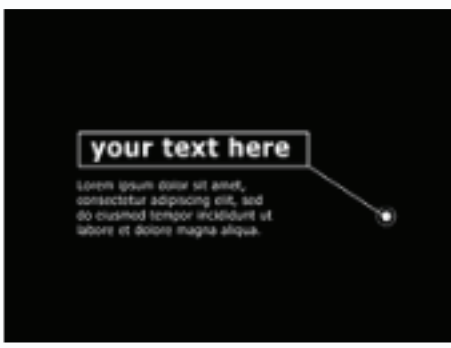 your text here
Lorem ipsum dolor sit amet,
consectetur adipiscing elit, sed
do eiusmod tempor incididunt ut
labore et dolore magna aliqua.